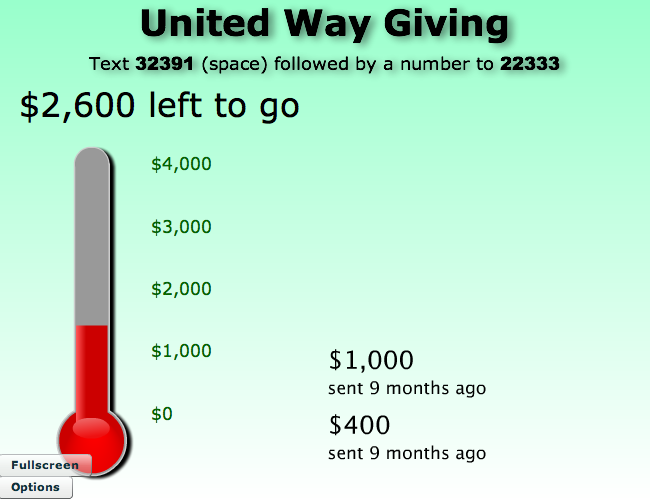 United Way Giving
Text 32391 (space) followed by a number to 22333
$2,600 left to go
$4,000
$3,000
$2,000
$1,000
$0
$1,000
sent 9 months ago
$400
sent 9 months ago
Fullscreen
Options